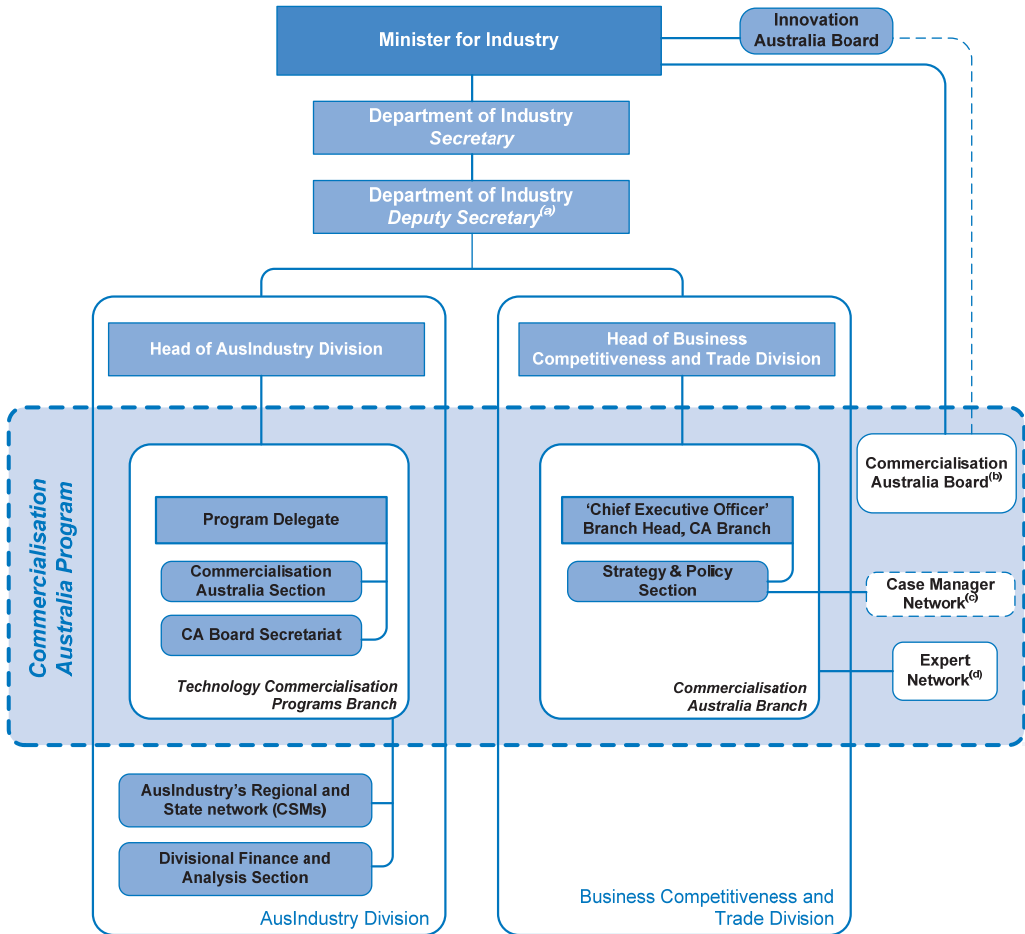 Minister for Industry
Innovation
Australia Board
Department of Industry
Secretary
Department of Industry
Deputy Secretary(a)
Head of AusIndustry Division
Head of Business
Competitiveness and Trade Division
Commercialisation
Australia Program
Program Delegate
Commercialisation
Australia Section
CA Board Secretariat
Technology Commercialisation
Programs Branch
‘Chief Executive Officer’
Branch Head, CA Branch
Strategy & Policy
Section
Commercialisation
Australia Branch
Commercialisation
Australia Board(b)
Case Manager
Network(c)
Expert
Network(d)
AusIndustry’s Regional and
State network (CSMs)
Divisional Finance and
Analysis Section
AusIndustry Division
Business Competitiveness and
Trade Division